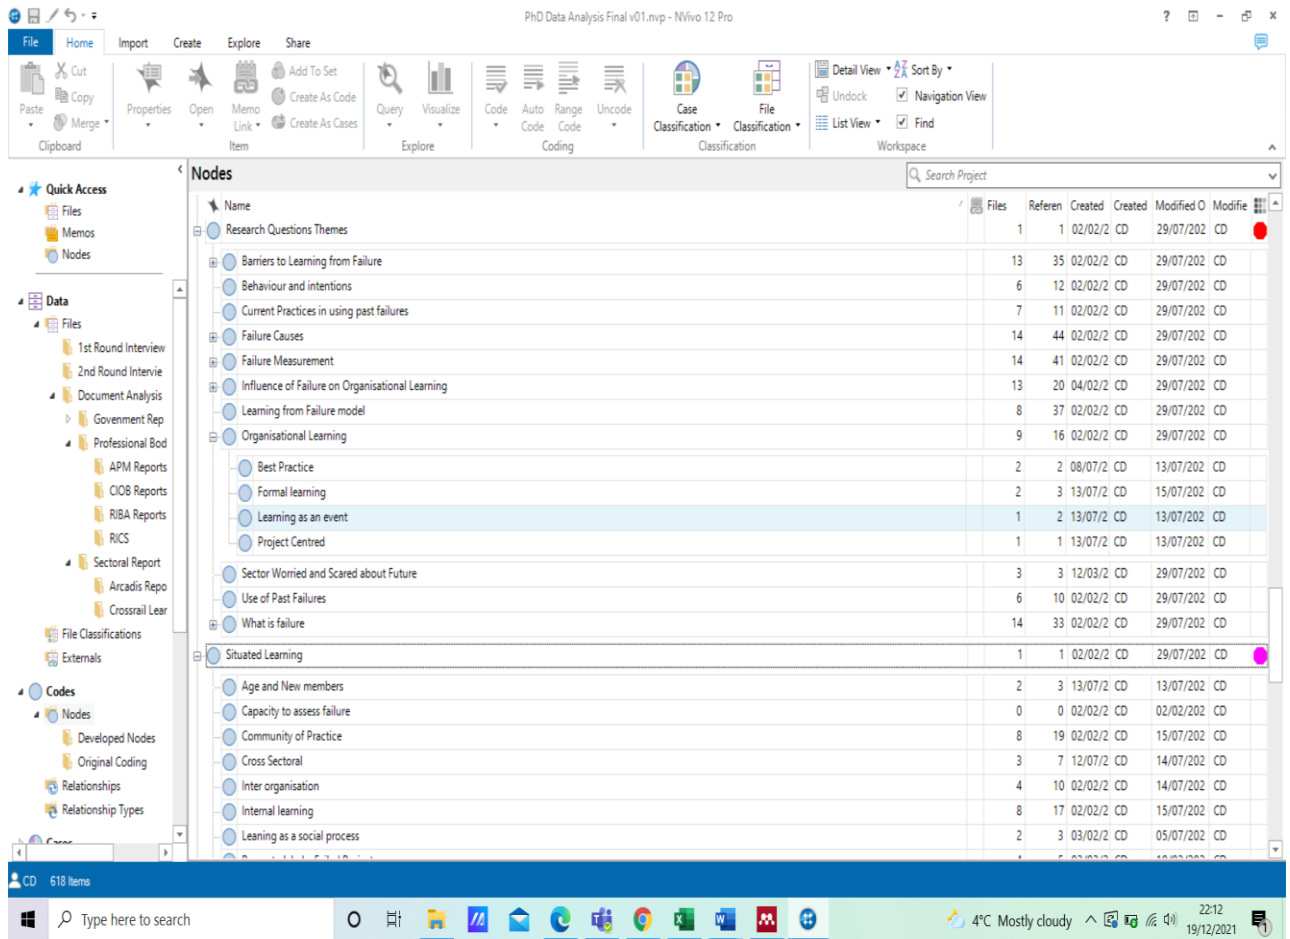 PhD Data Analysis Final v01.nvp - NVivo 12 Pro
File Home Import Create Explore Share
Paste Cut Copy Merge
Clipboard
Properties Open Memo Link Add To Set Create As Code Create As Cases
Item
Query Visualize
Explore
Code Auto Code Range Code Uncode
Coding
Case Classification File Classification
Classification
Detail View Sort By
Undock Navigation View
List View Find
Workspace
Quick Access
Files
Memos
Nodes
Data
Files
1st Round Interview
2nd Round Intervie
Document Analysis
Govenment Rep
Professional Bod
APM Reports
CIOB Reports
RIBA Reports
RICS
Sectoral Report
Arcadis Repo
Crossrail Lear
File Classifications
Externals
Codes
Nodes
Developed Nodes
Original Coding
Relationships
Relationship Types
Cases
Nodes
Search Project
Name Files Referen Created Created Modified O Modifie
Research Questions Themes 1 1 02/02/2 CD 29/07/202 CD
Barriers to Learning from Failure 13 35 02/02/2 CD 29/07/202 CD
Behaviour and intentions 6 12 02/02/2 CD 29/07/202 CD
Current Practices in using past failures 7 11 02/02/2 CD 29/07/202 CD
Failure Causes 14 44 02/02/2 CD 29/07/202 CD
Failure Measurement 14 41 02/02/2 CD 29/07/202 CD
Influence of Failure on Organisational Learning 13 20 04/02/2 CD 29/07/202 CD
Learning from Failure model 8 37 02/02/2 CD 29/07/202 CD
Organisational Learning 9 16 02/02/2 CD 29/07/202 CD
Best Practice 2 2 08/07/2 CD 13/07/202 CD
Formal learning 2 3 13/07/2 CD 15/07/202 CD
Learning as an event 1 2 13/07/2 CD 13/07/202 CD
Project Centred 1 1 13/07/2 CD 13/07/202 CD
Sector Worried and Scared about Future 3 3 12/03/2 CD 29/07/202 CD
Use of Past Failures 6 10 02/02/2 CD 29/07/202 CD
What is failure 14 33 02/02/2 CD 29/07/202 CD
Situated Learning 1 1 02/02/2 CD 29/07/202 CD
Age and New members 2 3 13/07/2 CD 13/07/202 CD
Capacity to assess failure 0 0 02/02/2 CD 02/02/202 CD
Community of Practice 8 19 02/02/2 CD 15/07/202 CD
Cross Sectoral 3 7 12/07/2 CD 14/07/202 CD
Inter organisation 4 10 02/02/2 CD 14/07/202 CD
Internal learning 8 17 02/02/2 CD 15/07/202 CD
Leaning as a social process 2 3 03/02/2 CD 05/07/202 CD
CD 618 Items
Type here to search
4°C Mostly cloudy
22:12
19/12/2021